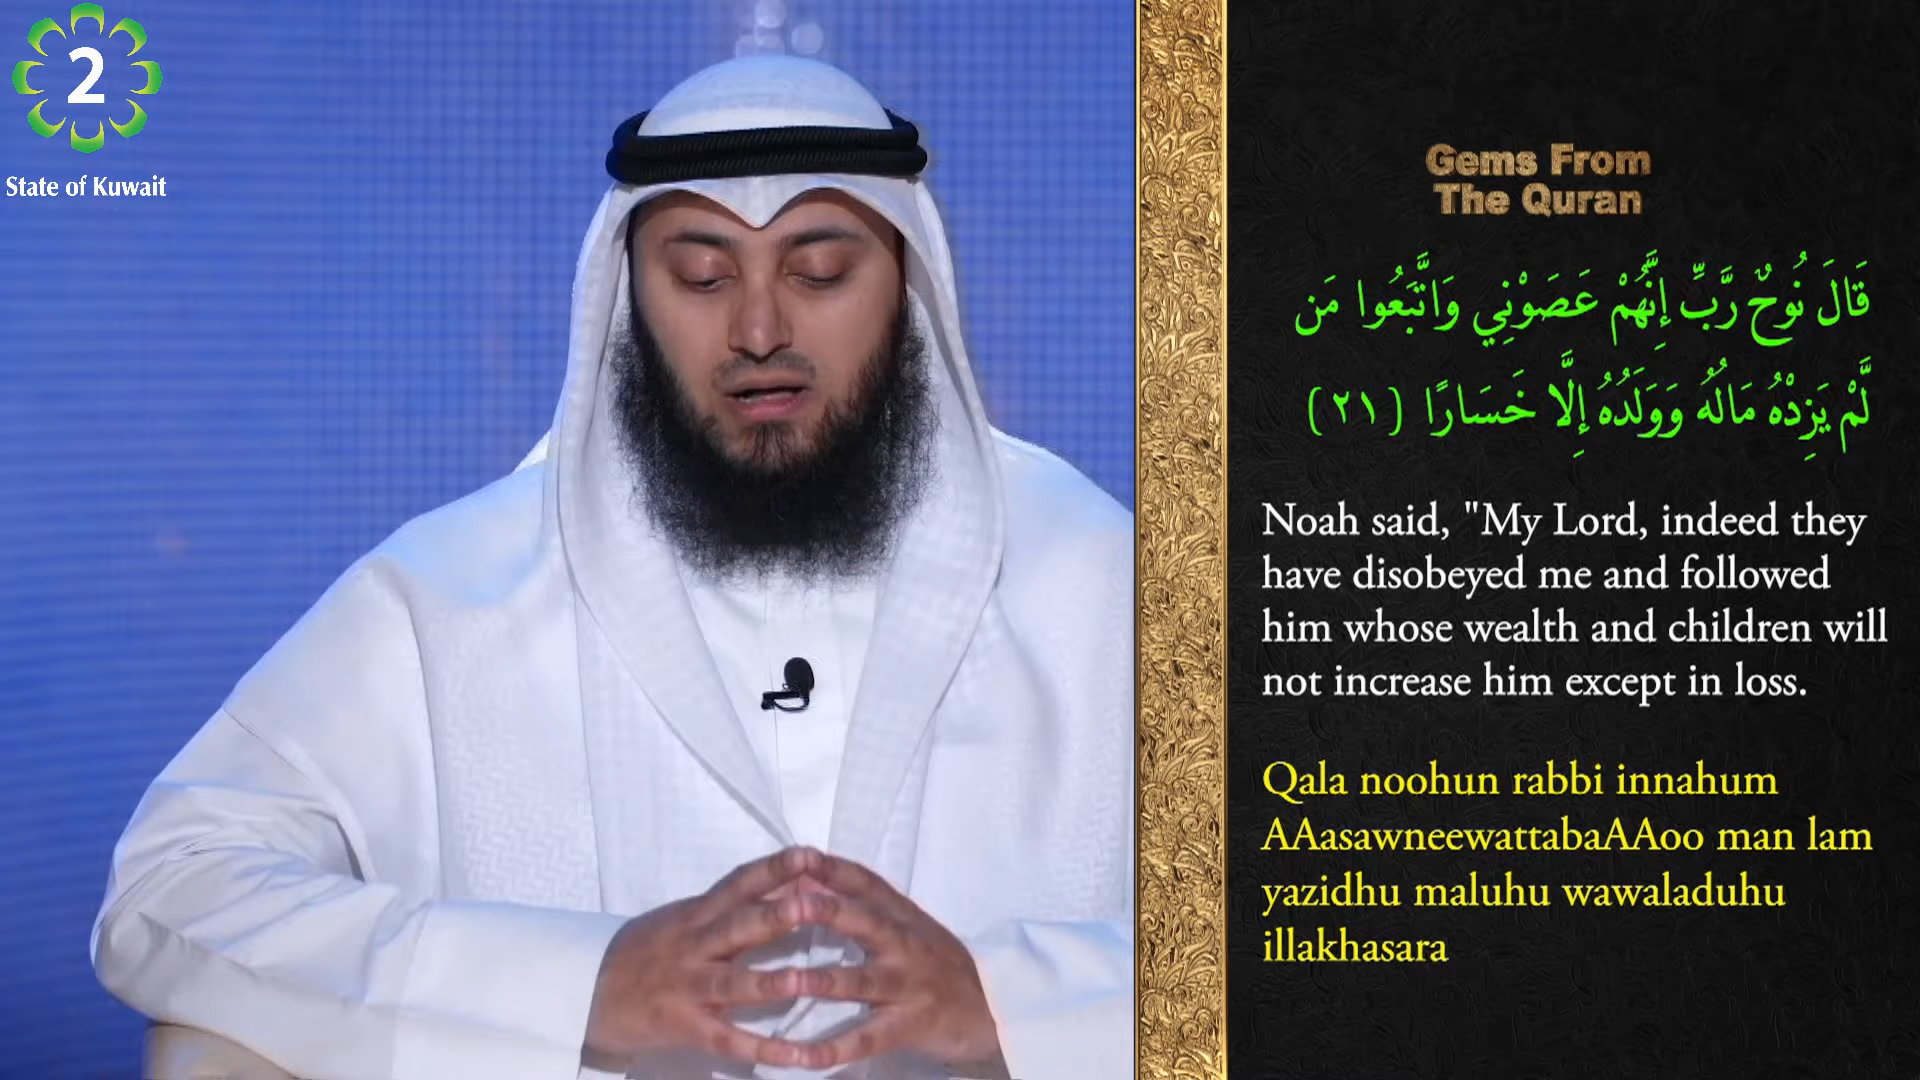 2
State of Kuwait
Gems From
The Quran
قَالَ نُوحٌ رَّبِّ إِنَّهُمْ عَصَوْنِي وَاتَّبَعُوا مَن
لَّمْ يَزِدْهُ مَالُهُ وَوَلَدُهُ إِلَّا خَسَارًا (٢١)
Noah said, "My Lord, indeed they
have disobeyed me and followed
him whose wealth and children will
not increase him except in loss.
Qala noohun rabbi innahum
AAasawneewattabaAAoo man lam
yazidhu maluhu wawaladuhu
illakhasara